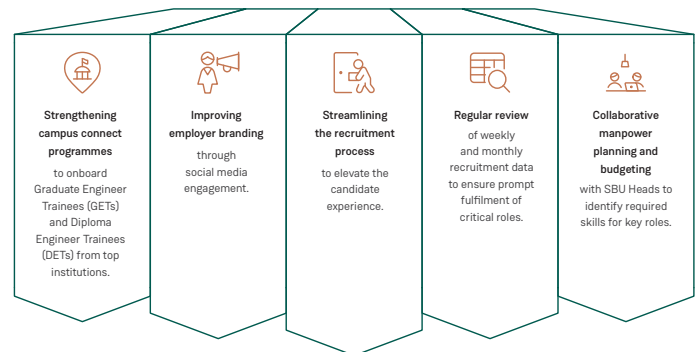 Strengthening
campus connect
programmes
to onboard
Graduate Engineer
Trainees (GETs)
and Diploma
Engineer Trainees
(DETs) from top
institutions.
Improving
employer branding
through
social media
engagement.
Streamlining
the recruitment
process
to elevate the
candidate
experience.
Regular review
of weekly
and monthly
recruitment data
to ensure prompt
fulfilment of
critical roles.
Collaborative
manpower
planning and
budgeting
with SBU Heads to
identify required
skills for key roles.